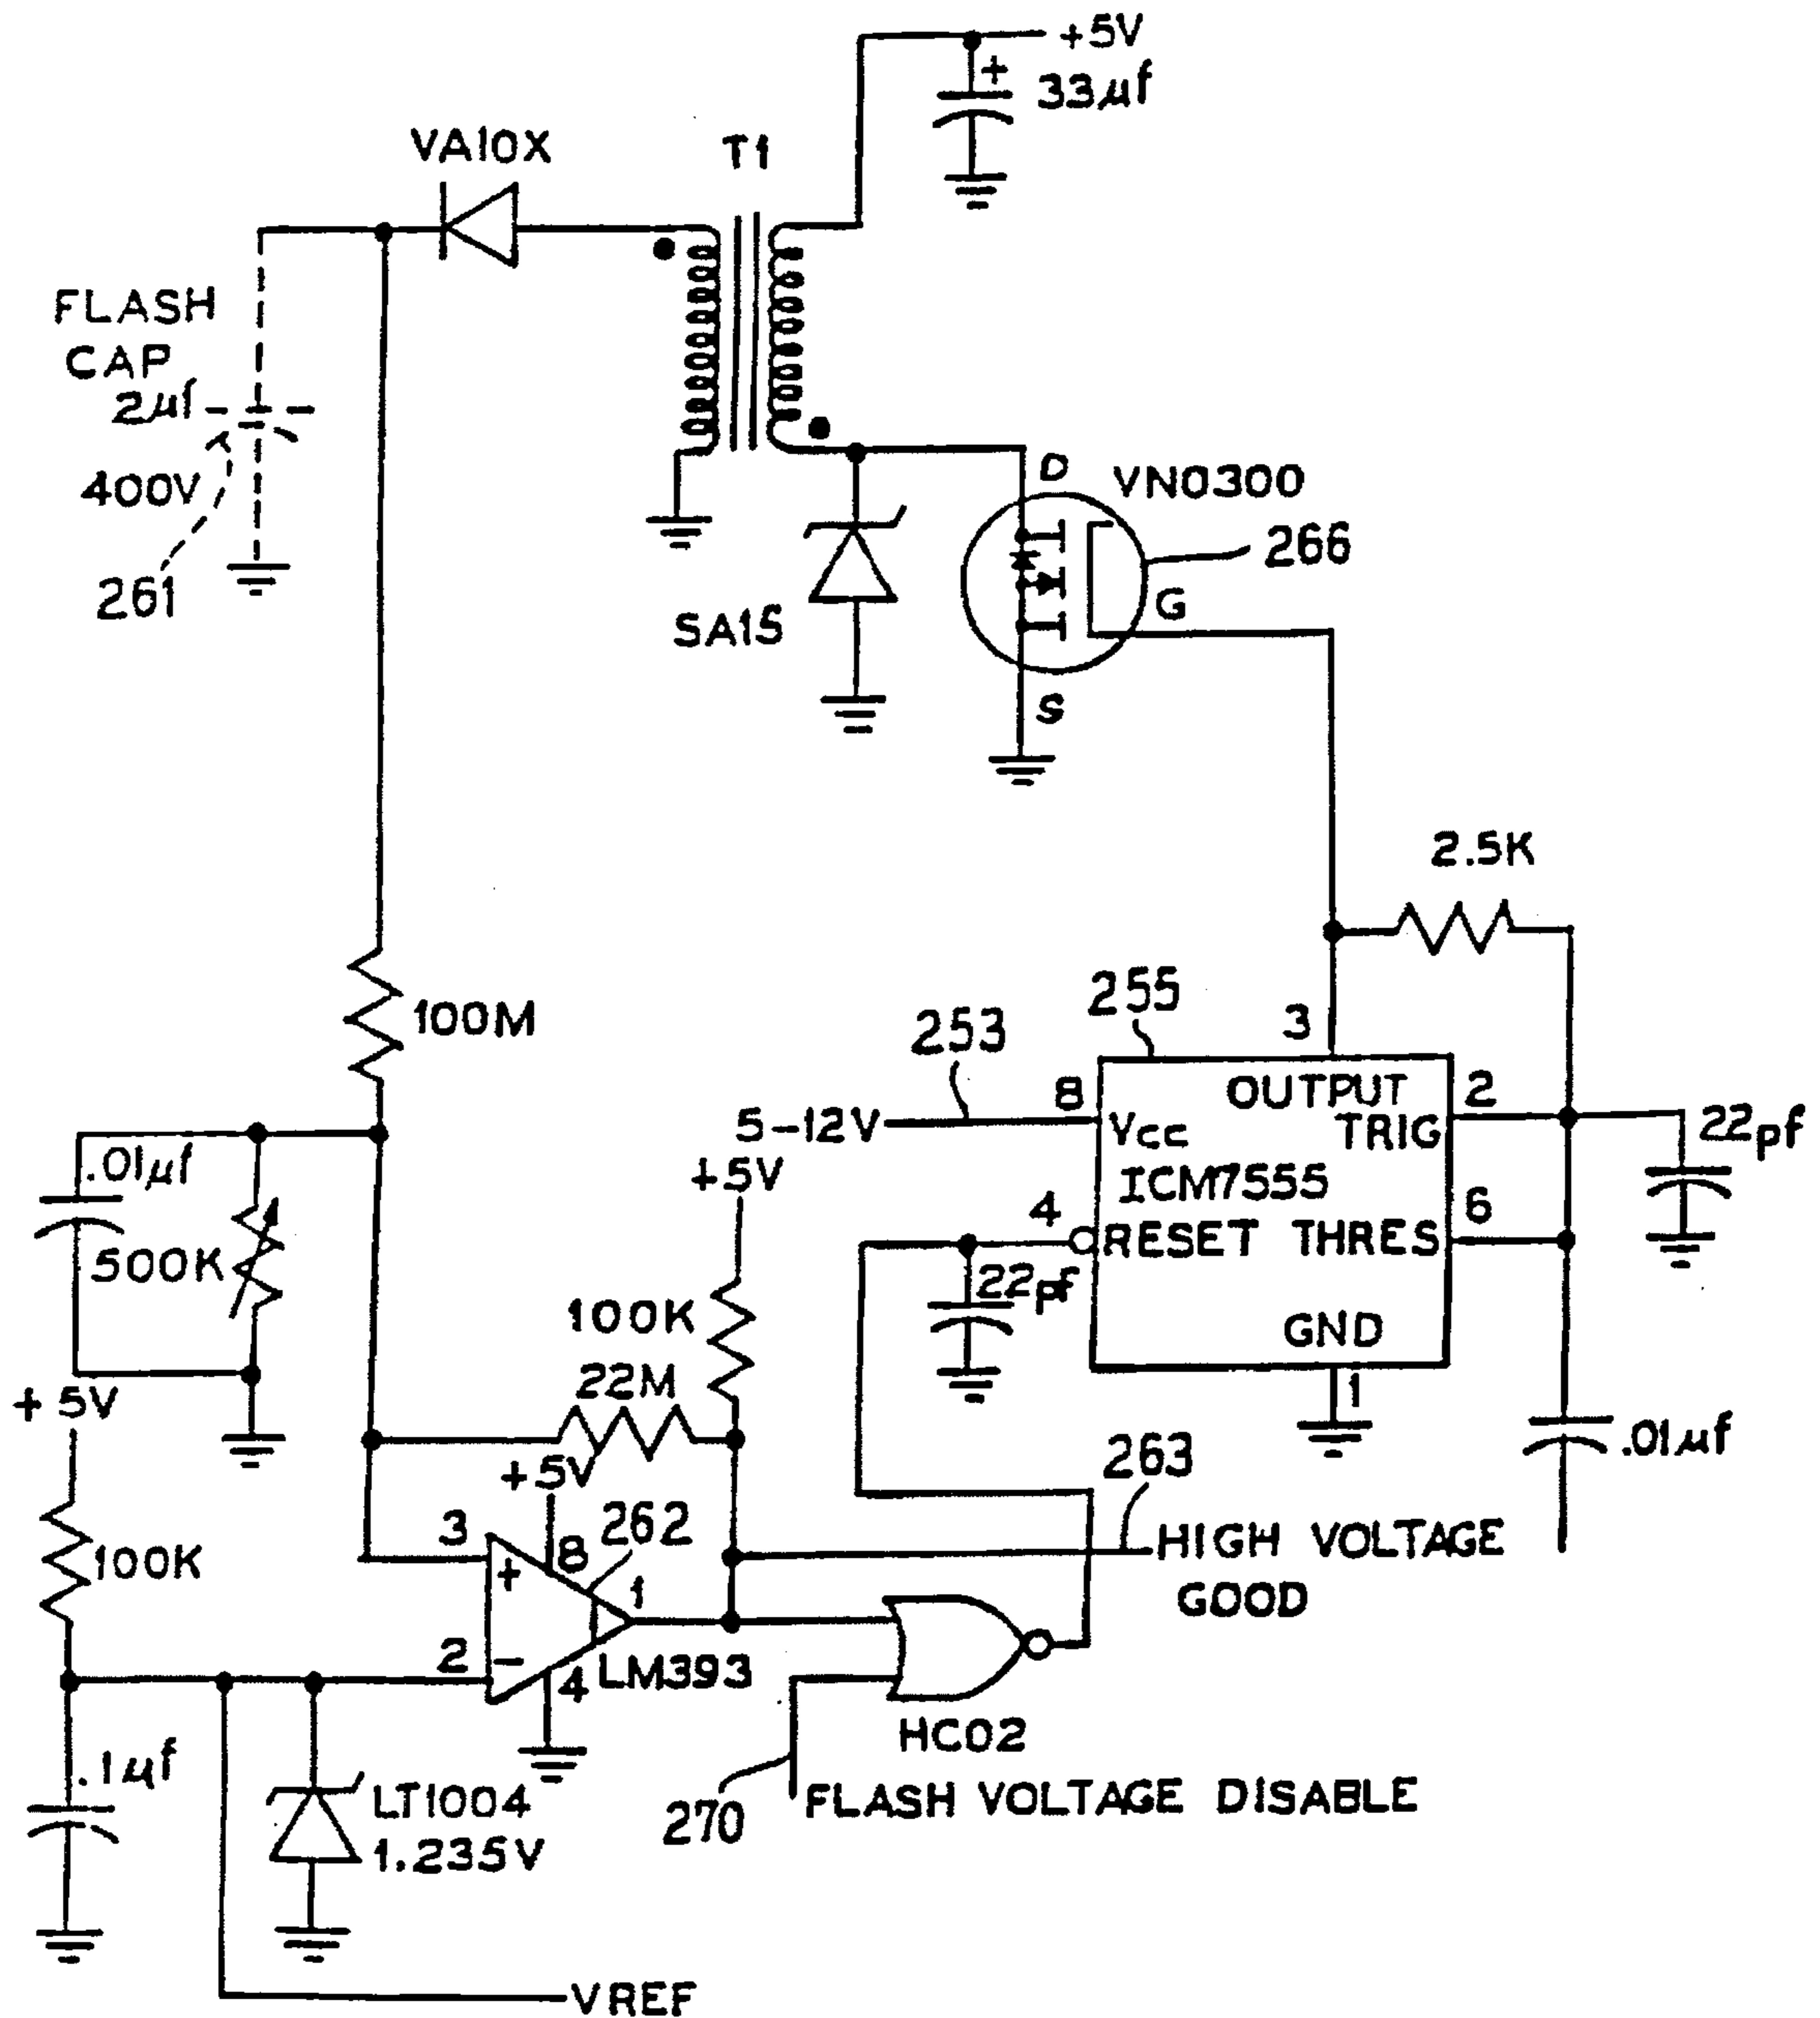 +5V
+
33µf
VA10X
T1
FLASH
CAP
2µf
400V
261
D
VN0300
266
G
SA15
S
2.5K
100M
255
253
3
8
OUTPUT
2
5-12V
Vcc
TRIG
22pf
.01µf
+5V
ICM7555
4
6
RESET THRES
500K
22pf
100K
GND
22M
1
+5V
.01µf
+5V
263
262
3
8
HIGH VOLTAGE
GOOD
100K
+
1
2
-
4
LM393
HC02
.1µf
LT1004
1.235V
270
FLASH VOLTAGE DISABLE
VREF